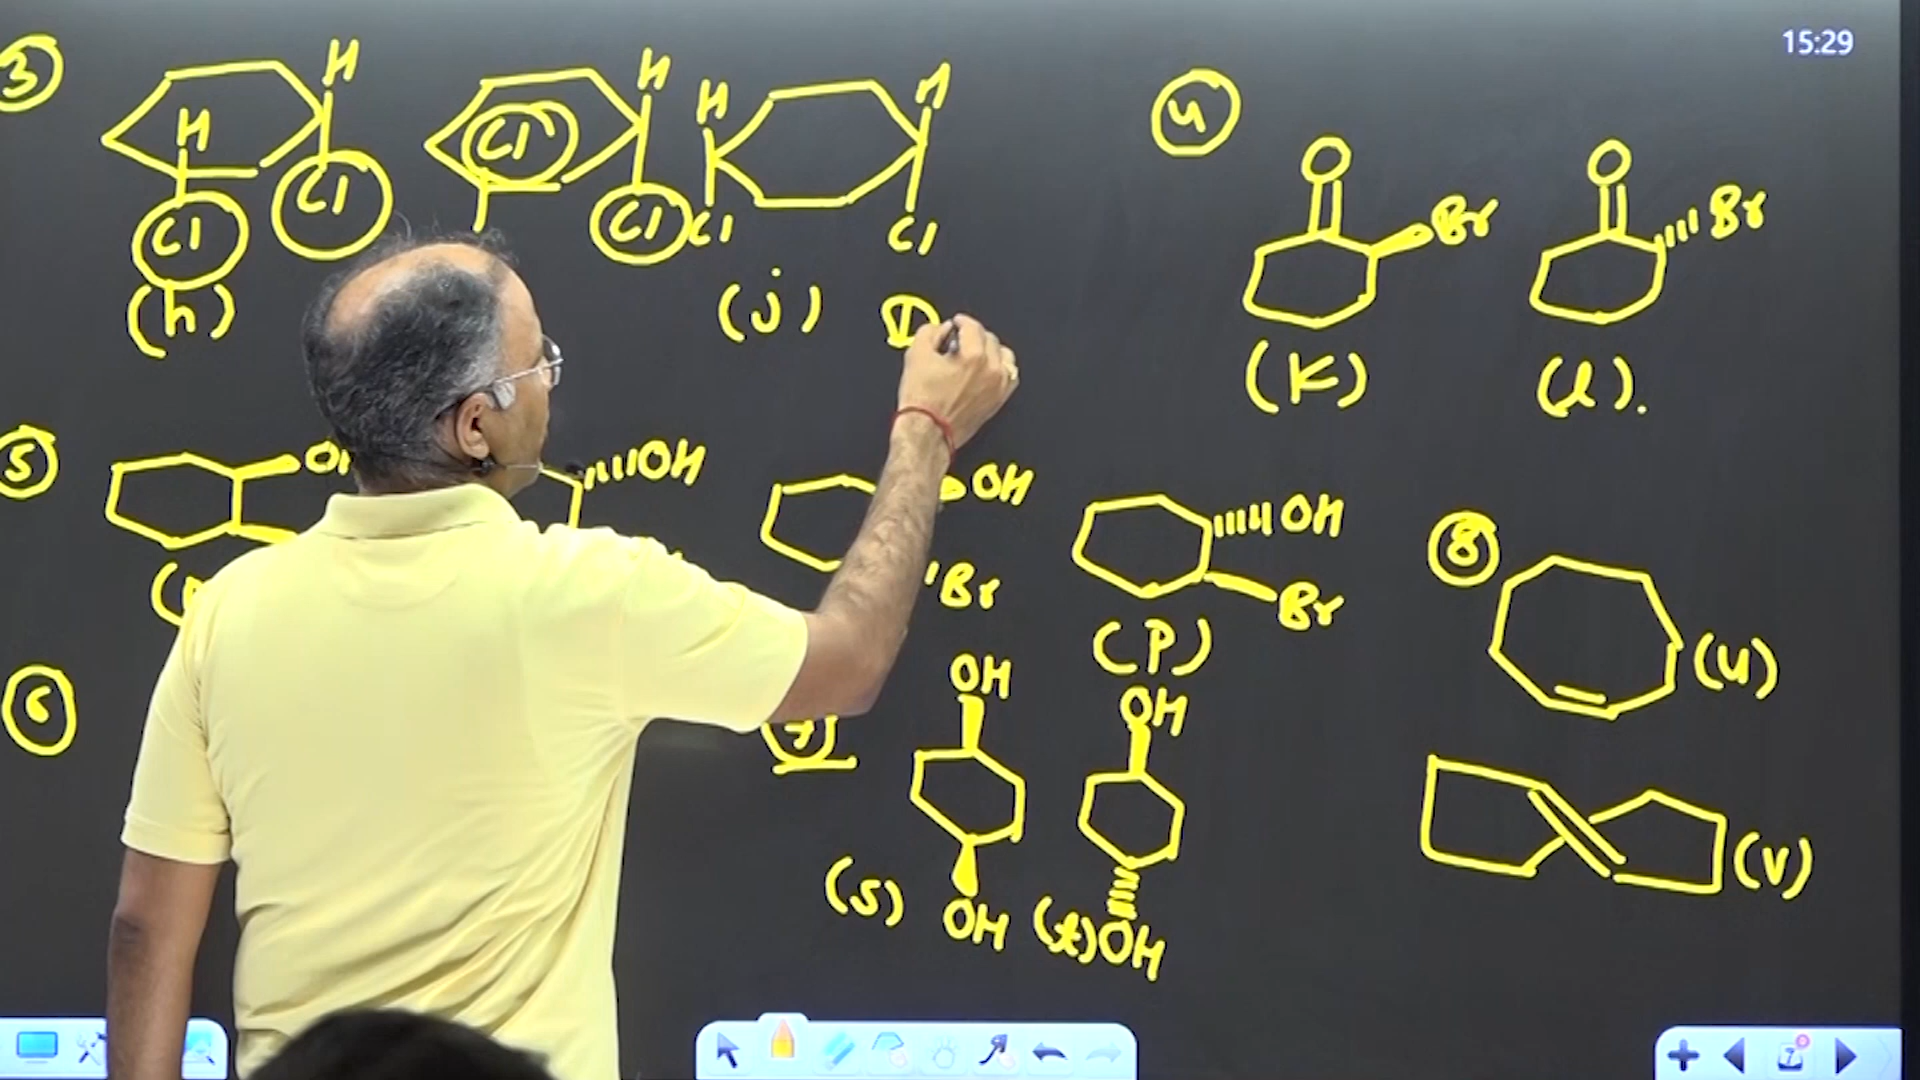 15:29
3
H
H
Cl
Cl
(h)
H
Cl
Cl
H
H
Cl
Cl
(j) D
4
O
Br
(K)
O
Br
(l).
5
OH
OH
Br
OH
Br
(P)
6
7
OH
(S) OH
OH
(t) OH
8
(U)
(V)